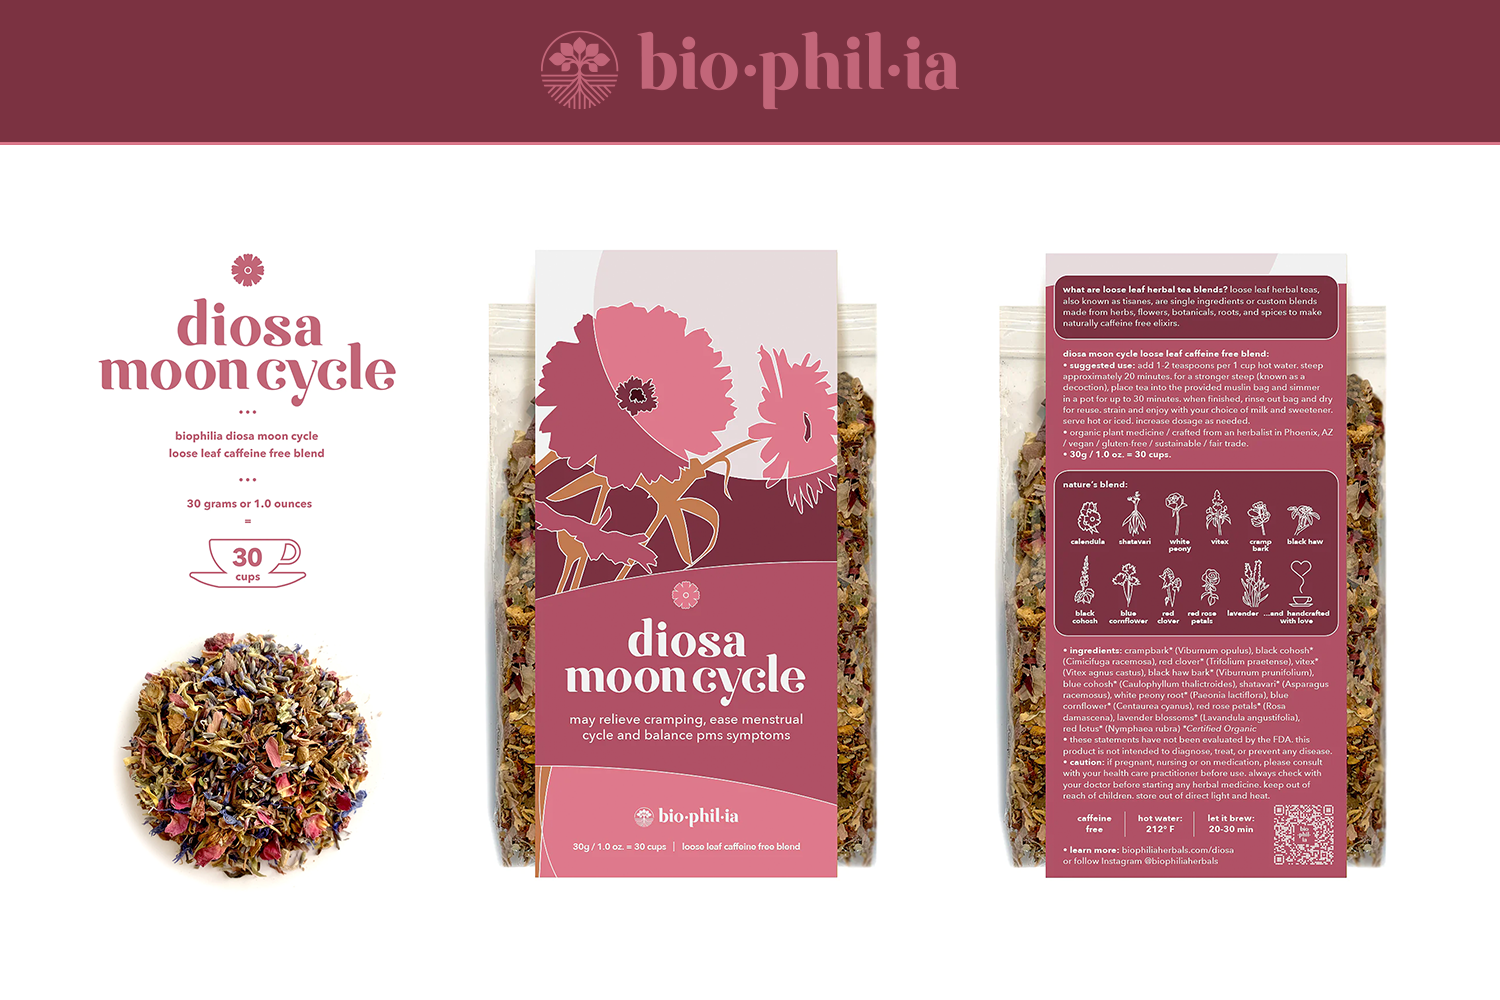 bio•phil•ia
diosa
moon cycle
•••
biophilia diosa moon cycle
loose leaf caffeine free blend
•••
30 grams or 1.0 ounces
=
30
cups
diosa
moon cycle
may relieve cramping, ease menstrual
cycle and balance pms symptoms
bio•phil•ia
30g / 1.0 oz. = 30 cups | loose leaf caffeine free blend
what are loose leaf herbal tea blends? loose leaf herbal teas,
also known as tisanes, are single ingredients or custom blends
made from herbs, flowers, botanicals, roots, and spices to make
naturally caffeine free elixirs.
diosa moon cycle loose leaf caffeine free blend:
• suggested use: add 1-2 teaspoons per 1 cup hot water. steep
approximately 20 minutes. for a stronger steep (known as a
decoction), place tea into the provided muslin bag and simmer
in a pot for up to 30 minutes. when finished, rinse out bag and dry
for reuse. strain and enjoy with your choice of milk and sweetener.
serve hot or iced. increase dosage as needed.
• organic plant medicine / crafted from an herbalist in Phoenix, AZ
/ vegan / gluten-free / sustainable / fair trade.
• 30g / 1.0 oz. = 30 cups.
nature's blend:
calendula
shatavari
white
peony
vitex
cramp
bark
black haw
black
cohosh
blue
cornflower
red
clover
red rose
petals
lavender
...and handcrafted
with love
• ingredients: crampbark* (Viburnum opulus), black cohosh*
(Cimicifuga racemosa), red clover* (Trifolium praetense), vitex*
(Vitex agnus castus), black haw bark* (Viburnum prunifolium),
blue cohosh* (Caulophyllum thalictroides), shatavari* (Asparagus
racemosus), white peony root* (Paeonia lactiflora), blue
cornflower* (Centaurea cyanus), red rose petals* (Rosa
damascena), lavender blossoms* (Lavandula angustifolia),
red lotus* (Nymphaea rubra) *Certified Organic
• these statements have not been evaluated by the FDA. this
product is not intended to diagnose, treat, or prevent any disease.
• caution: if pregnant, nursing or on medication, please consult
with your health care practitioner before use. always check with
your doctor before starting any herbal medicine. keep out of
reach of children. store out of direct light and heat.
caffeine
free
hot water:
212° F
let it brew:
20-30 min
bio
phil
ia
• learn more: biophiliaherbals.com/diosa
or follow Instagram @biophiliaherbals